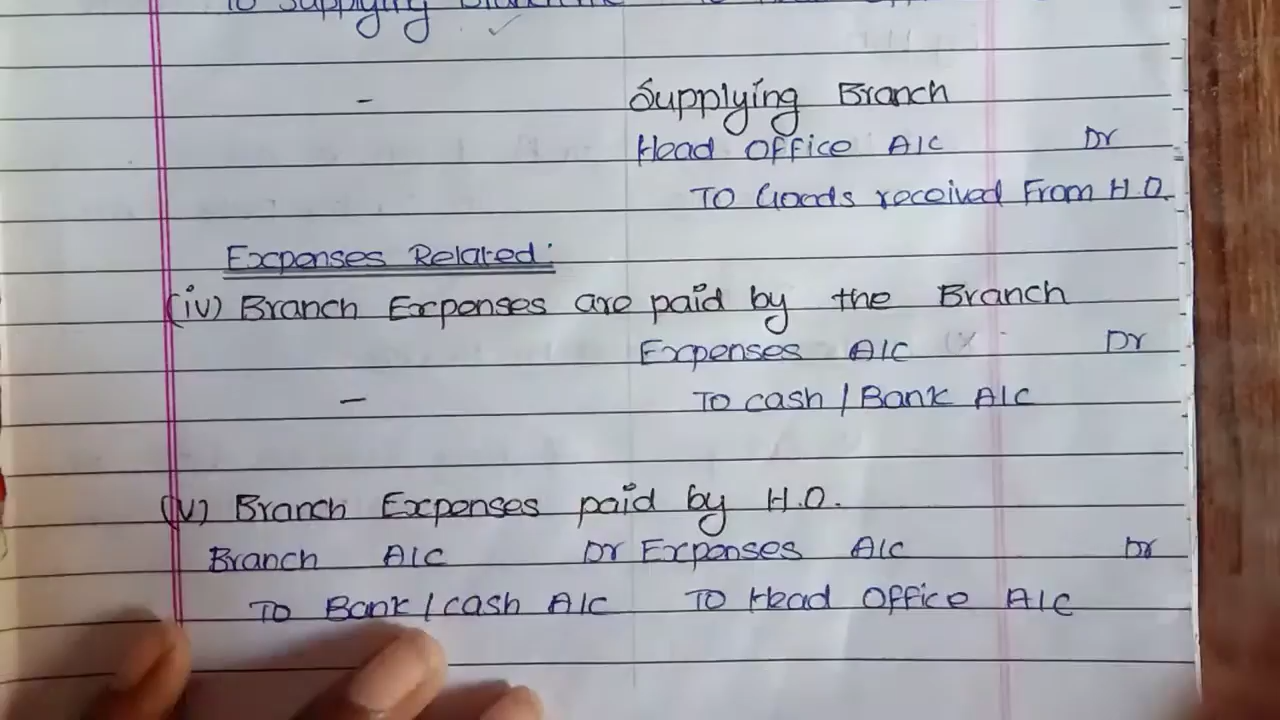 To Supplying
- Supplying Branch
Head Office A/C Dr
To Goods received From H.O.
Expenses Related:
(iv) Branch Expenses are paid by the Branch
Expenses A/C Dr
- To cash / Bank A/C
(v) Branch Expenses paid by H.O.
Branch A/C Dr Expenses A/C Dr
To Bank / cash A/C To Head Office A/C